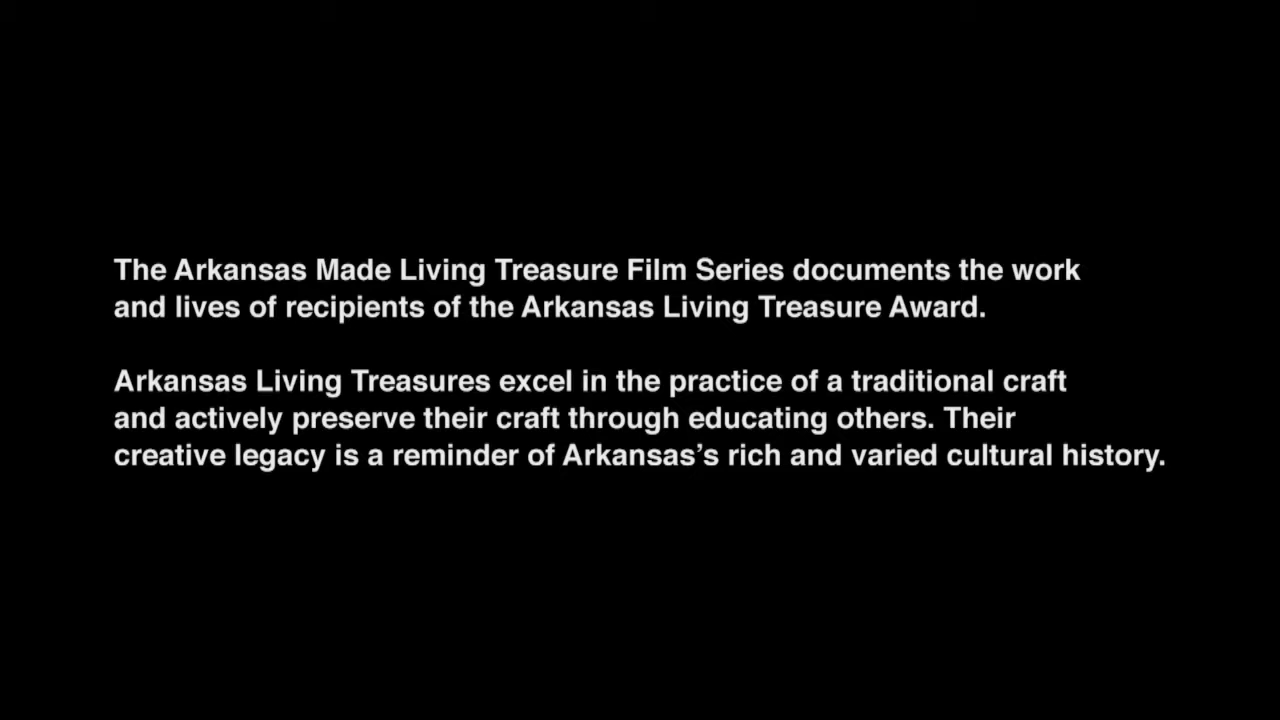 The Arkansas Made Living Treasure Film Series documents the work
and lives of recipients of the Arkansas Living Treasure Award.
Arkansas Living Treasures excel in the practice of a traditional craft
and actively preserve their craft through educating others. Their
creative legacy is a reminder of Arkansas’s rich and varied cultural history.